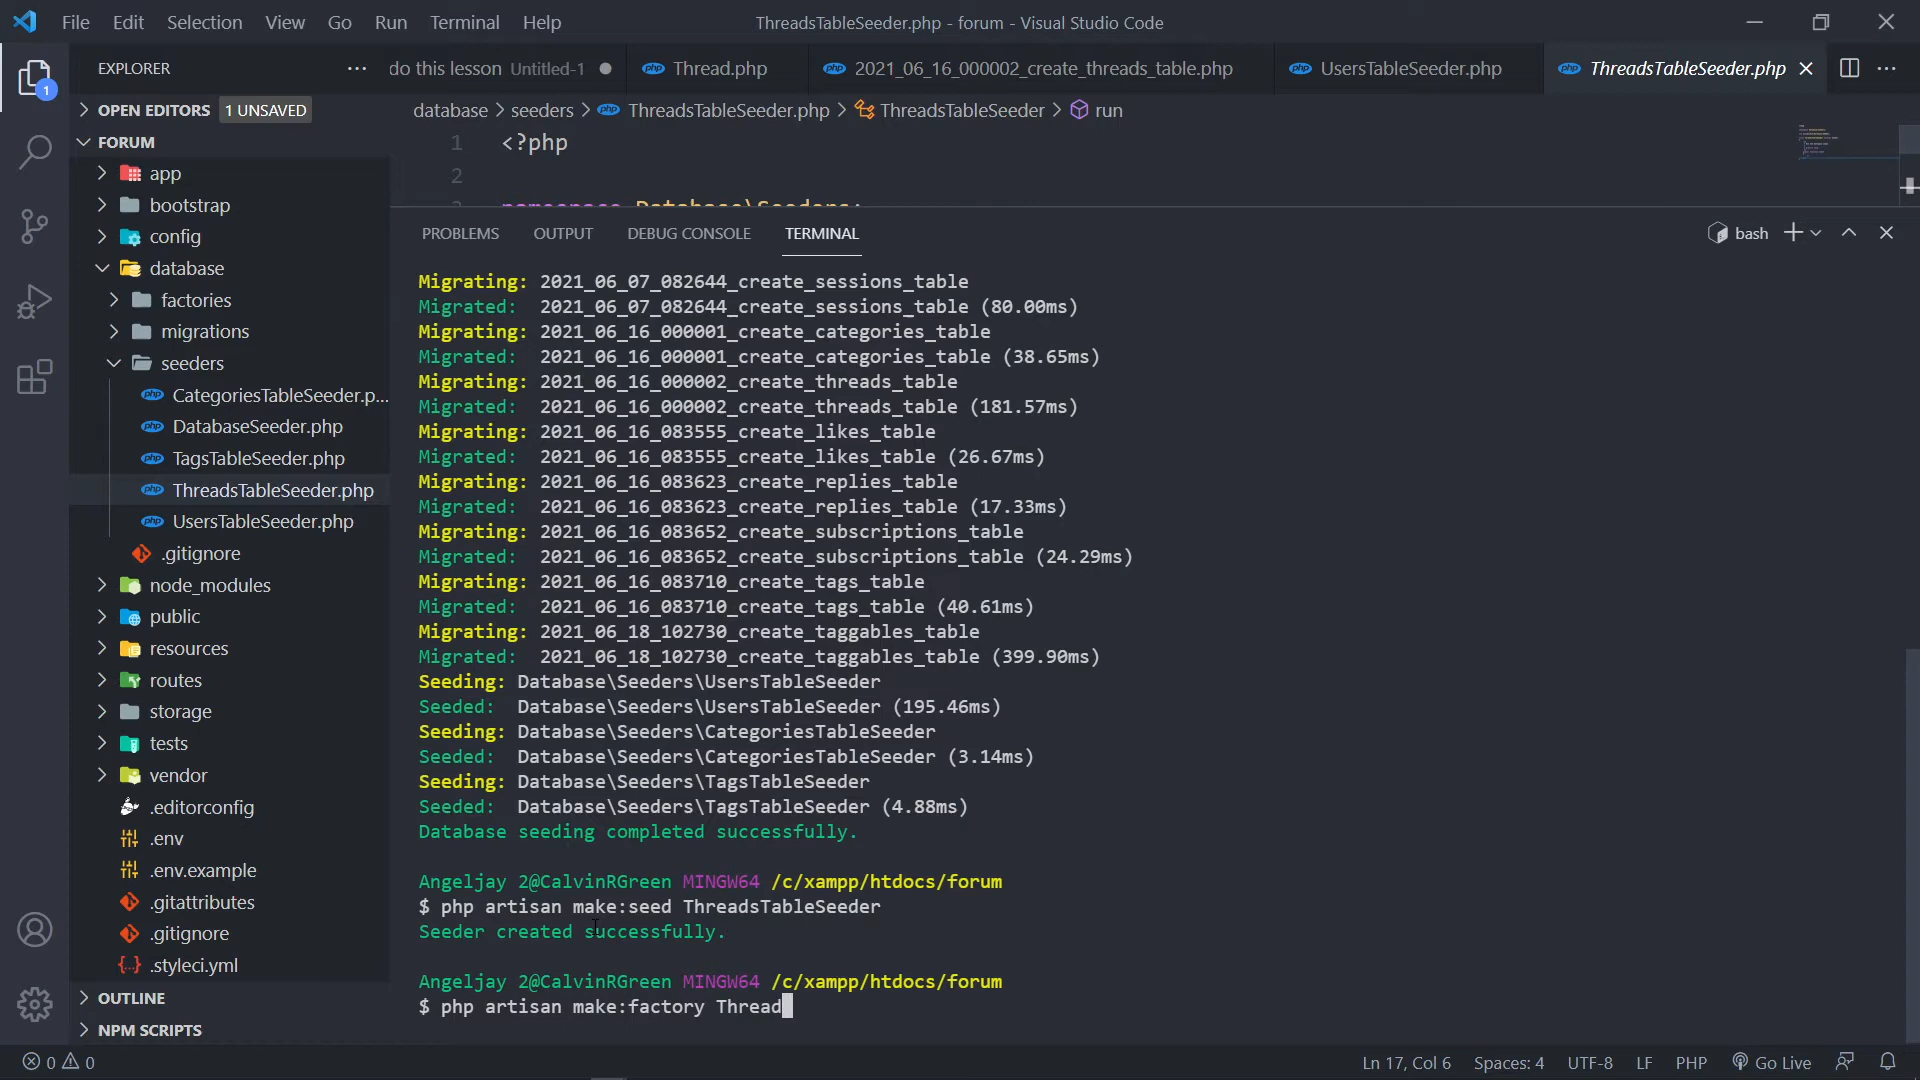 File Edit Selection View Go Run Terminal Help
ThreadsTableSeeder.php - forum - Visual Studio Code
EXPLORER
do this lesson Untitled-1
Thread.php
2021_06_16_000002_create_threads_table.php
UsersTableSeeder.php
ThreadsTableSeeder.php
1
OPEN EDITORS 1 UNSAVED
FORUM
app
bootstrap
config
database
factories
migrations
seeders
CategoriesTableSeeder.p...
DatabaseSeeder.php
TagsTableSeeder.php
ThreadsTableSeeder.php
UsersTableSeeder.php
.gitignore
node_modules
public
resources
routes
storage
tests
vendor
.editorconfig
.env
.env.example
.gitattributes
.gitignore
.styleci.yml
OUTLINE
NPM SCRIPTS
database > seeders > ThreadsTableSeeder.php > ThreadsTableSeeder > run
1 <?php
2
3 namespace Database\Seeders;
PROBLEMS OUTPUT DEBUG CONSOLE TERMINAL
bash
Migrating: 2021_06_07_082644_create_sessions_table
Migrated: 2021_06_07_082644_create_sessions_table (80.00ms)
Migrating: 2021_06_16_000001_create_categories_table
Migrated: 2021_06_16_000001_create_categories_table (38.65ms)
Migrating: 2021_06_16_000002_create_threads_table
Migrated: 2021_06_16_000002_create_threads_table (181.57ms)
Migrating: 2021_06_16_083555_create_likes_table
Migrated: 2021_06_16_083555_create_likes_table (26.67ms)
Migrating: 2021_06_16_083623_create_replies_table
Migrated: 2021_06_16_083623_create_replies_table (17.33ms)
Migrating: 2021_06_16_083652_create_subscriptions_table
Migrated: 2021_06_16_083652_create_subscriptions_table (24.29ms)
Migrating: 2021_06_16_083710_create_tags_table
Migrated: 2021_06_16_083710_create_tags_table (40.61ms)
Migrating: 2021_06_18_102730_create_taggables_table
Migrated: 2021_06_18_102730_create_taggables_table (399.90ms)
Seeding: Database\Seeders\UsersTableSeeder
Seeded: Database\Seeders\UsersTableSeeder (195.46ms)
Seeding: Database\Seeders\CategoriesTableSeeder
Seeded: Database\Seeders\CategoriesTableSeeder (3.14ms)
Seeding: Database\Seeders\TagsTableSeeder
Seeded: Database\Seeders\TagsTableSeeder (4.88ms)
Database seeding completed successfully.
Angeljay 2@CalvinRGreen MINGW64 /c/xampp/htdocs/forum
$ php artisan make:seed ThreadsTableSeeder
Seeder created successfully.
Angeljay 2@CalvinRGreen MINGW64 /c/xampp/htdocs/forum
$ php artisan make:factory Thread
0 0
Ln 17, Col 6 Spaces: 4 UTF-8 LF PHP Go Live